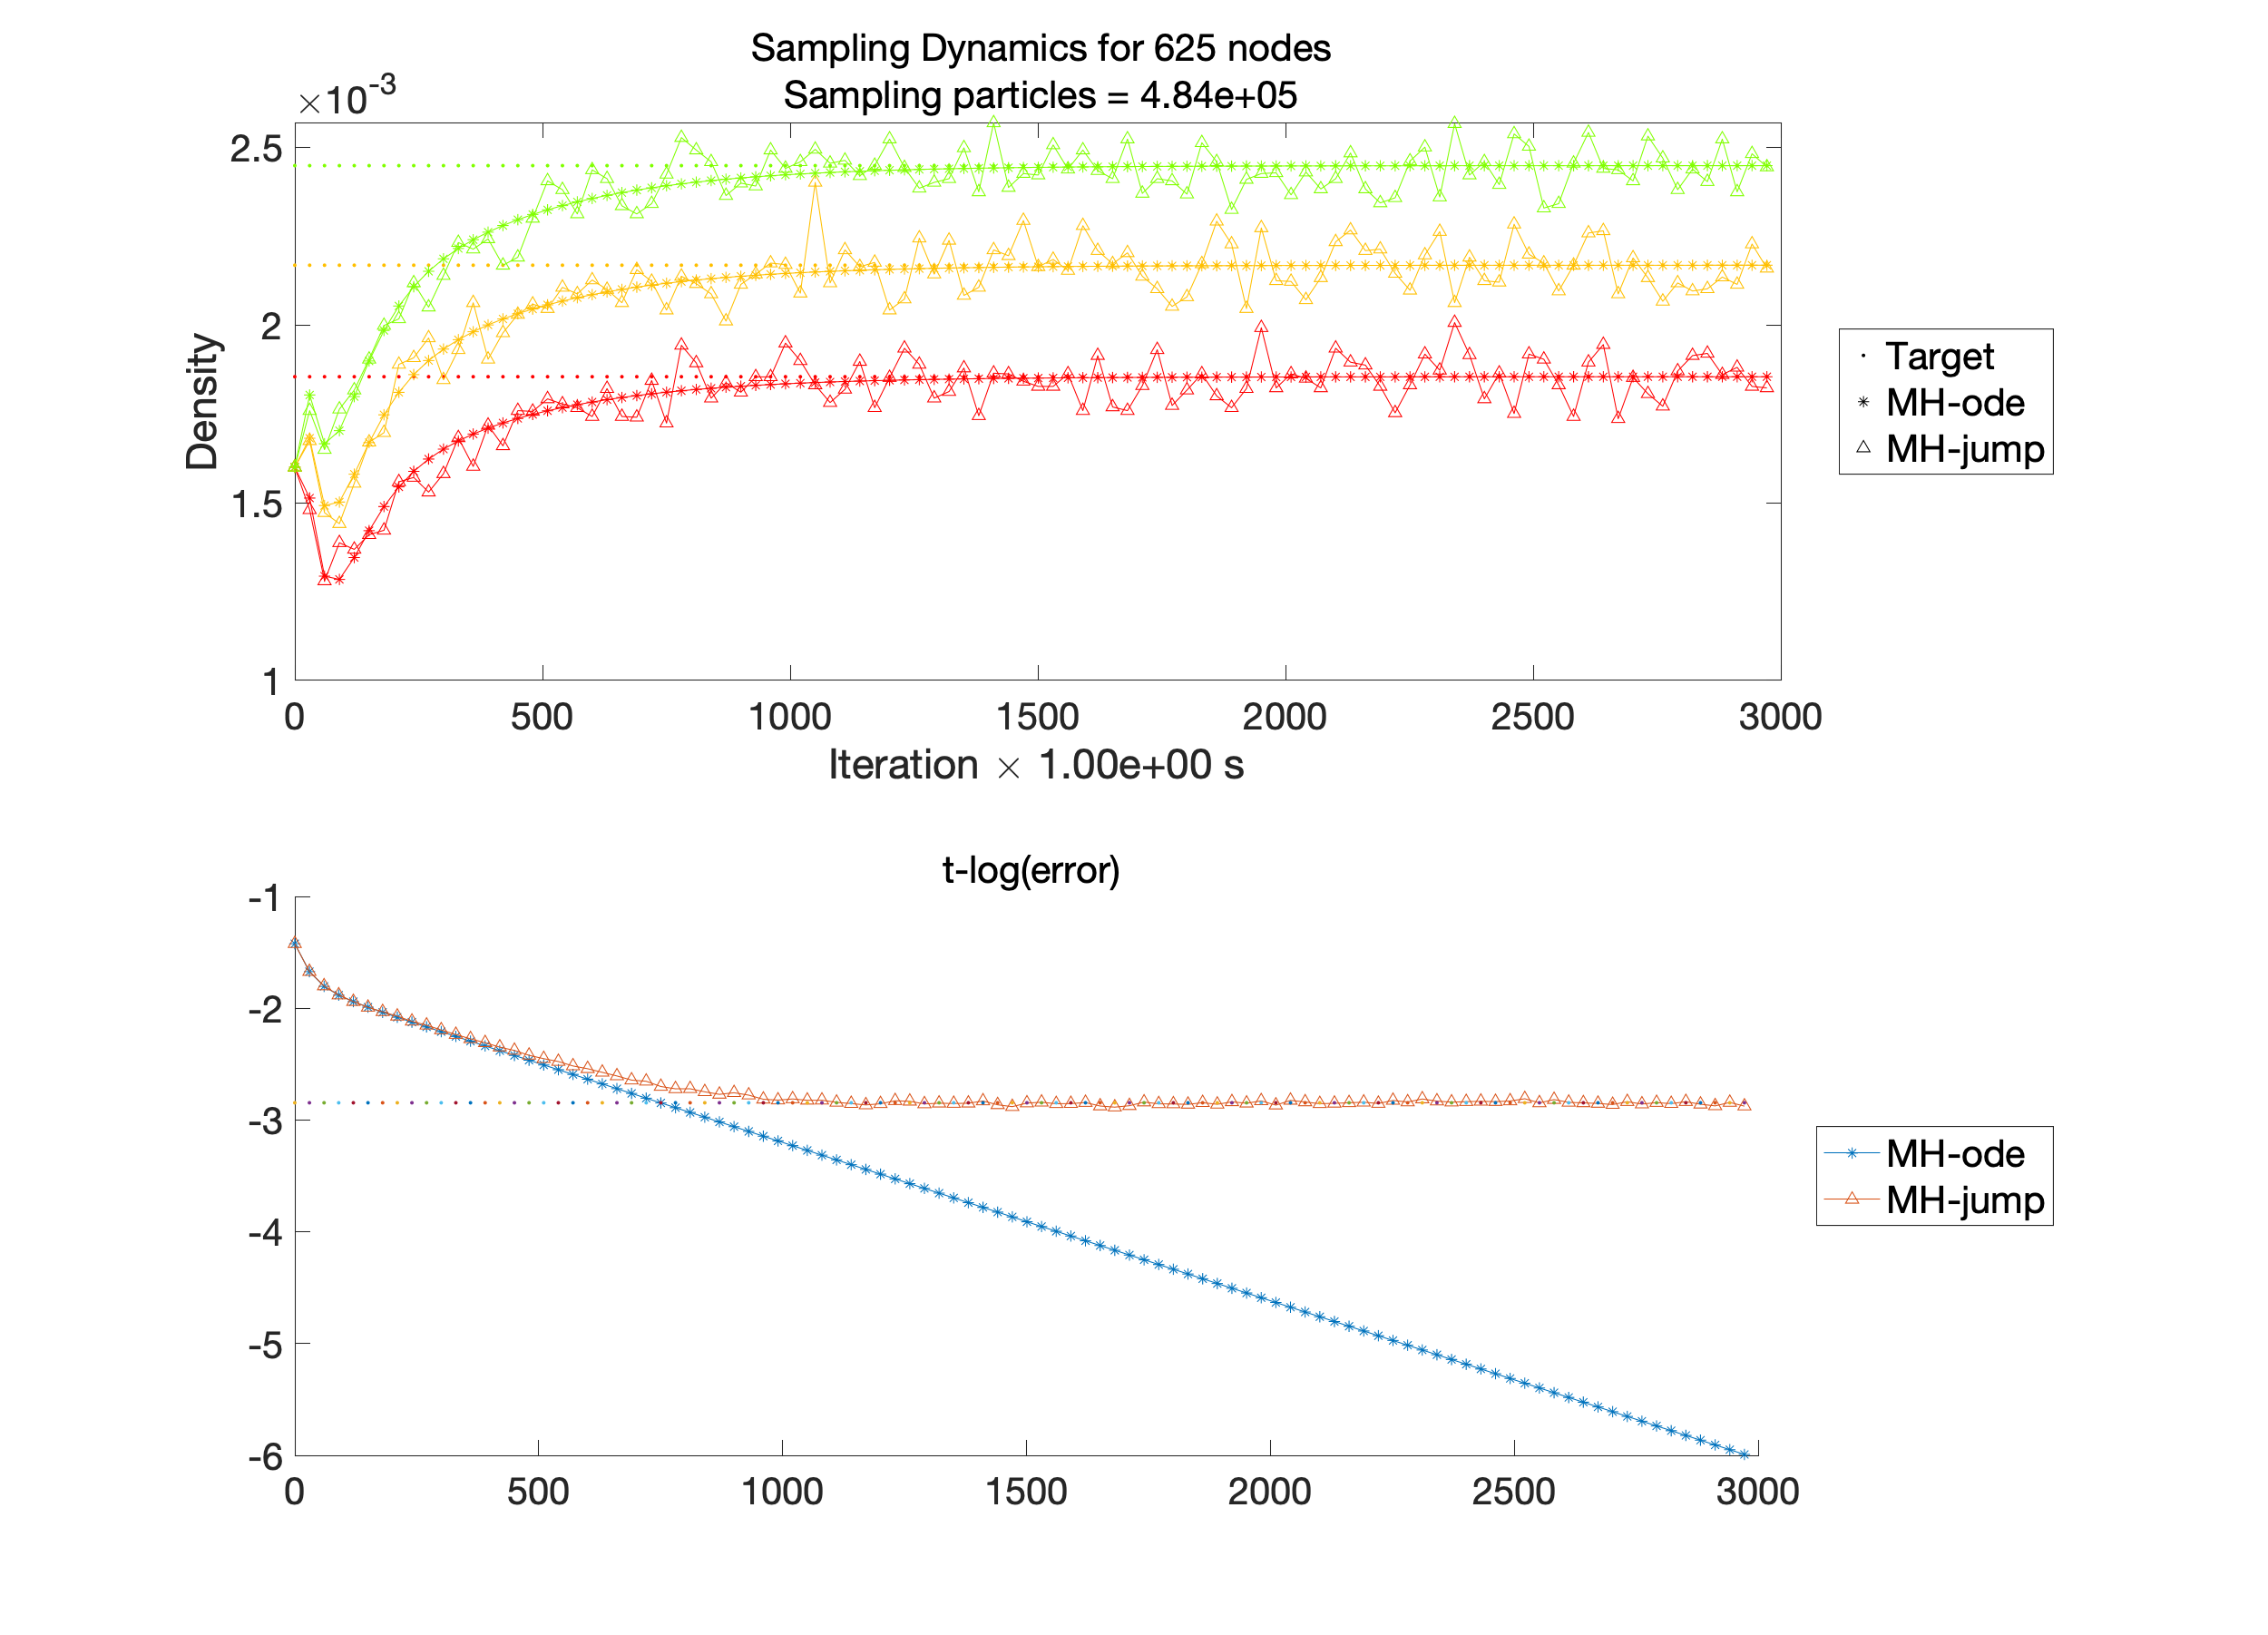 Sampling Dynamics for 625 nodes
Sampling particles = 4.84e+05
×10⁻³
2.5
2
1.5
1
Density
0 500 1000 1500 2000 2500 3000
Iteration × 1.00e+00 s
Target
MH-ode
MH-jump
t-log(error)
-1
-2
-3
-4
-5
-6
0 500 1000 1500 2000 2500 3000
MH-ode
MH-jump